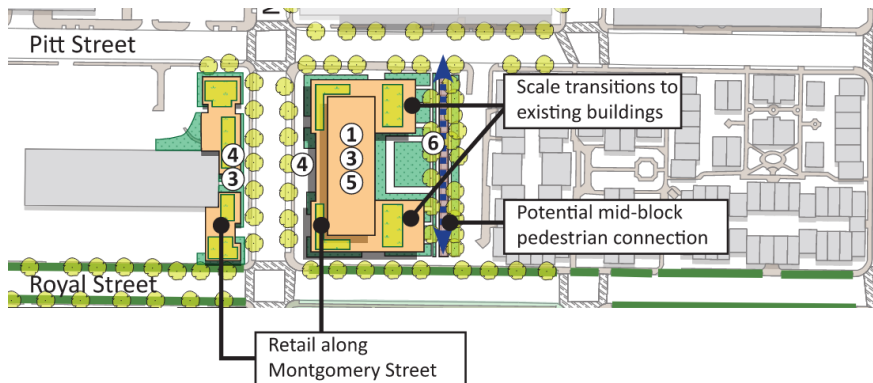 Pitt Street
Scale transitions to
existing buildings
1
3
5
6
4
4
3
Potential mid-block
pedestrian connection
Royal Street
Retail along
Montgomery Street